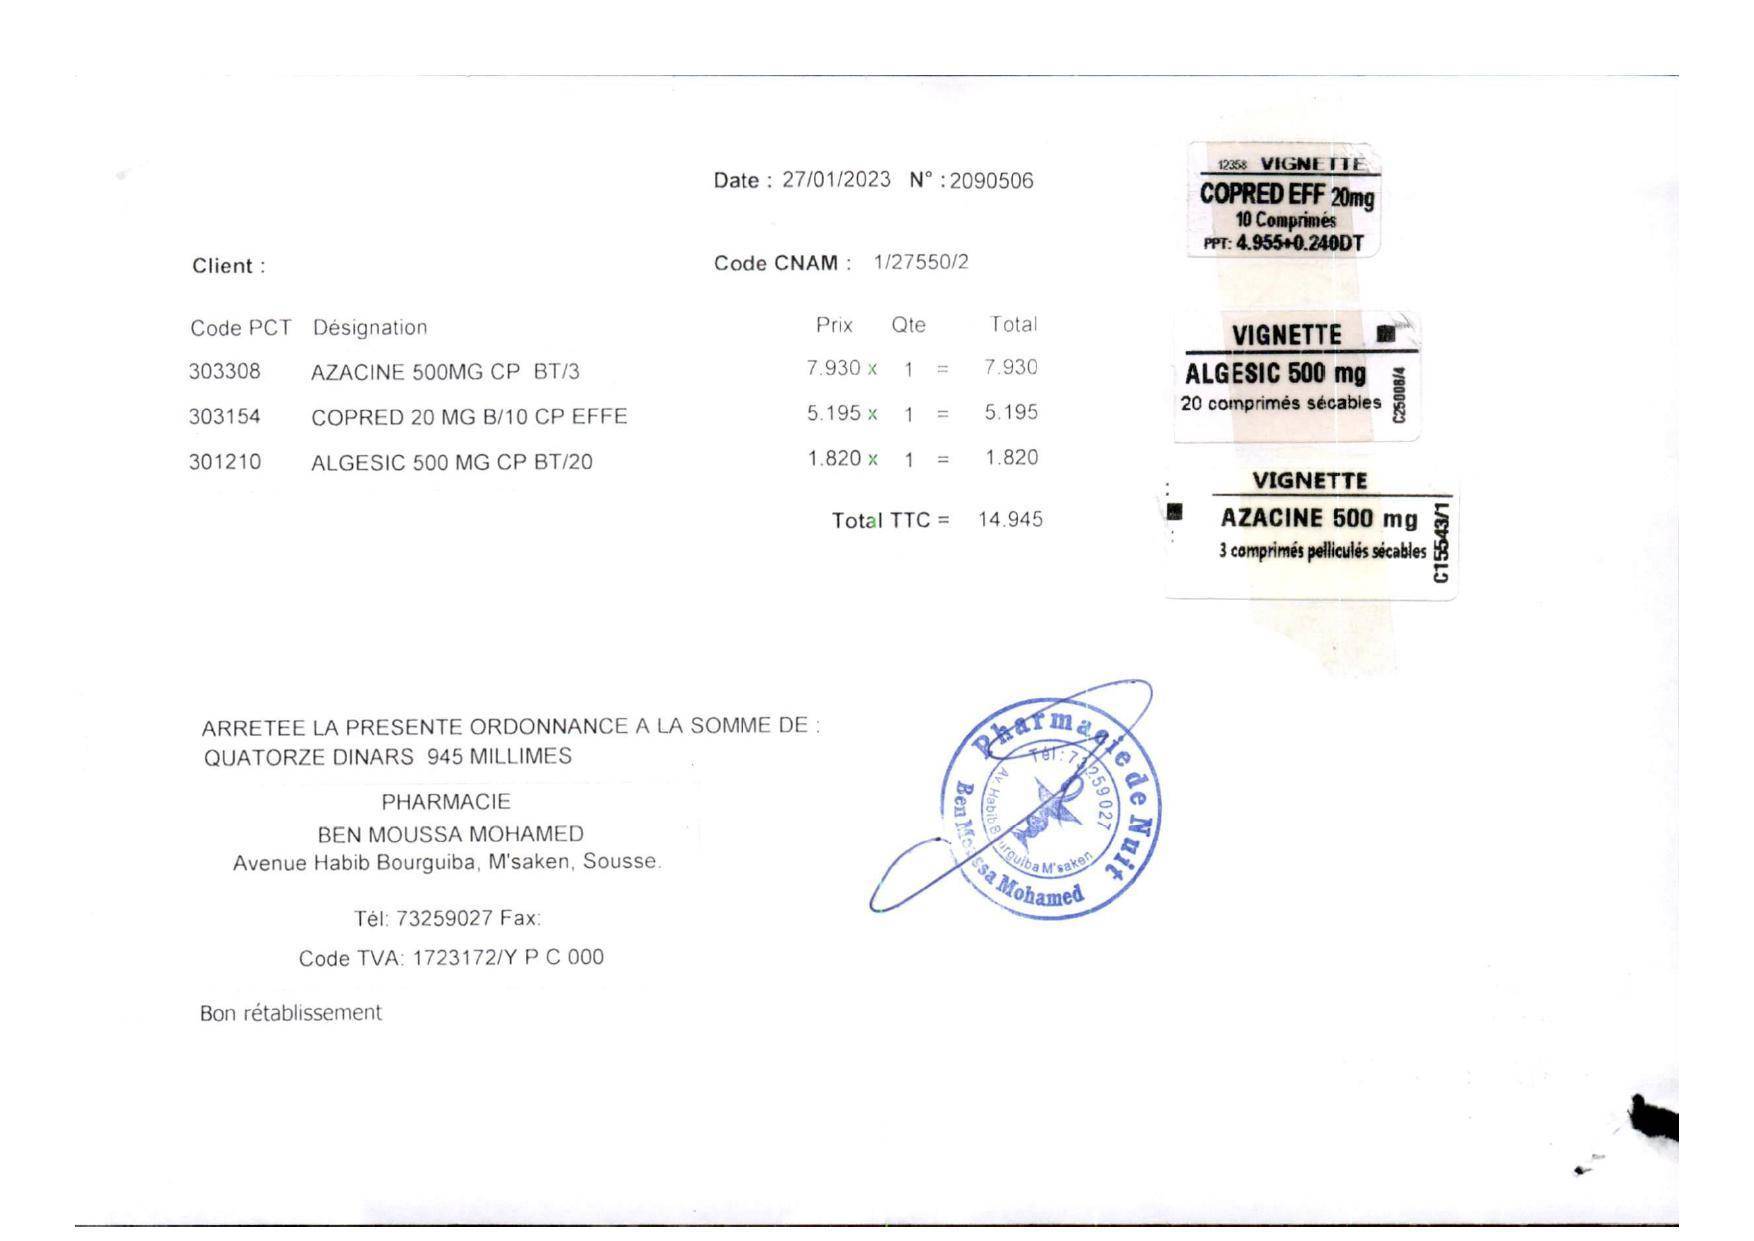 Date : 27/01/2023 N° :2090506
Client :
Code CNAM : 1/27550/2
Code PCT Désignation Prix Qte Total
303308 AZACINE 500MG CP BT/3 7.930 x 1 = 7.930
303154 COPRED 20 MG B/10 CP EFFE 5.195 x 1 = 5.195
301210 ALGESIC 500 MG CP BT/20 1.820 x 1 = 1.820
Total TTC = 14.945
12358 VIGNETTE
COPRED EFF 20mg
10 Comprimés
PPT: 4.955+0.240DT
VIGNETTE
ALGESIC 500 mg
20 comprimés sécables
C25008/4
VIGNETTE
AZACINE 500 mg
3 comprimés pelliculés sécables
C15543/1
ARRETEE LA PRESENTE ORDONNANCE A LA SOMME DE :
QUATORZE DINARS 945 MILLIMES
PHARMACIE
BEN MOUSSA MOHAMED
Avenue Habib Bourguiba, M'saken, Sousse.
Tél: 73259027 Fax:
Code TVA: 1723172/Y P C 000
Bon rétablissement
Pharmacie de Nuit
Ben Moussa Mohamed
Tél : 73259027
Av. Habib Bourguiba M'saken